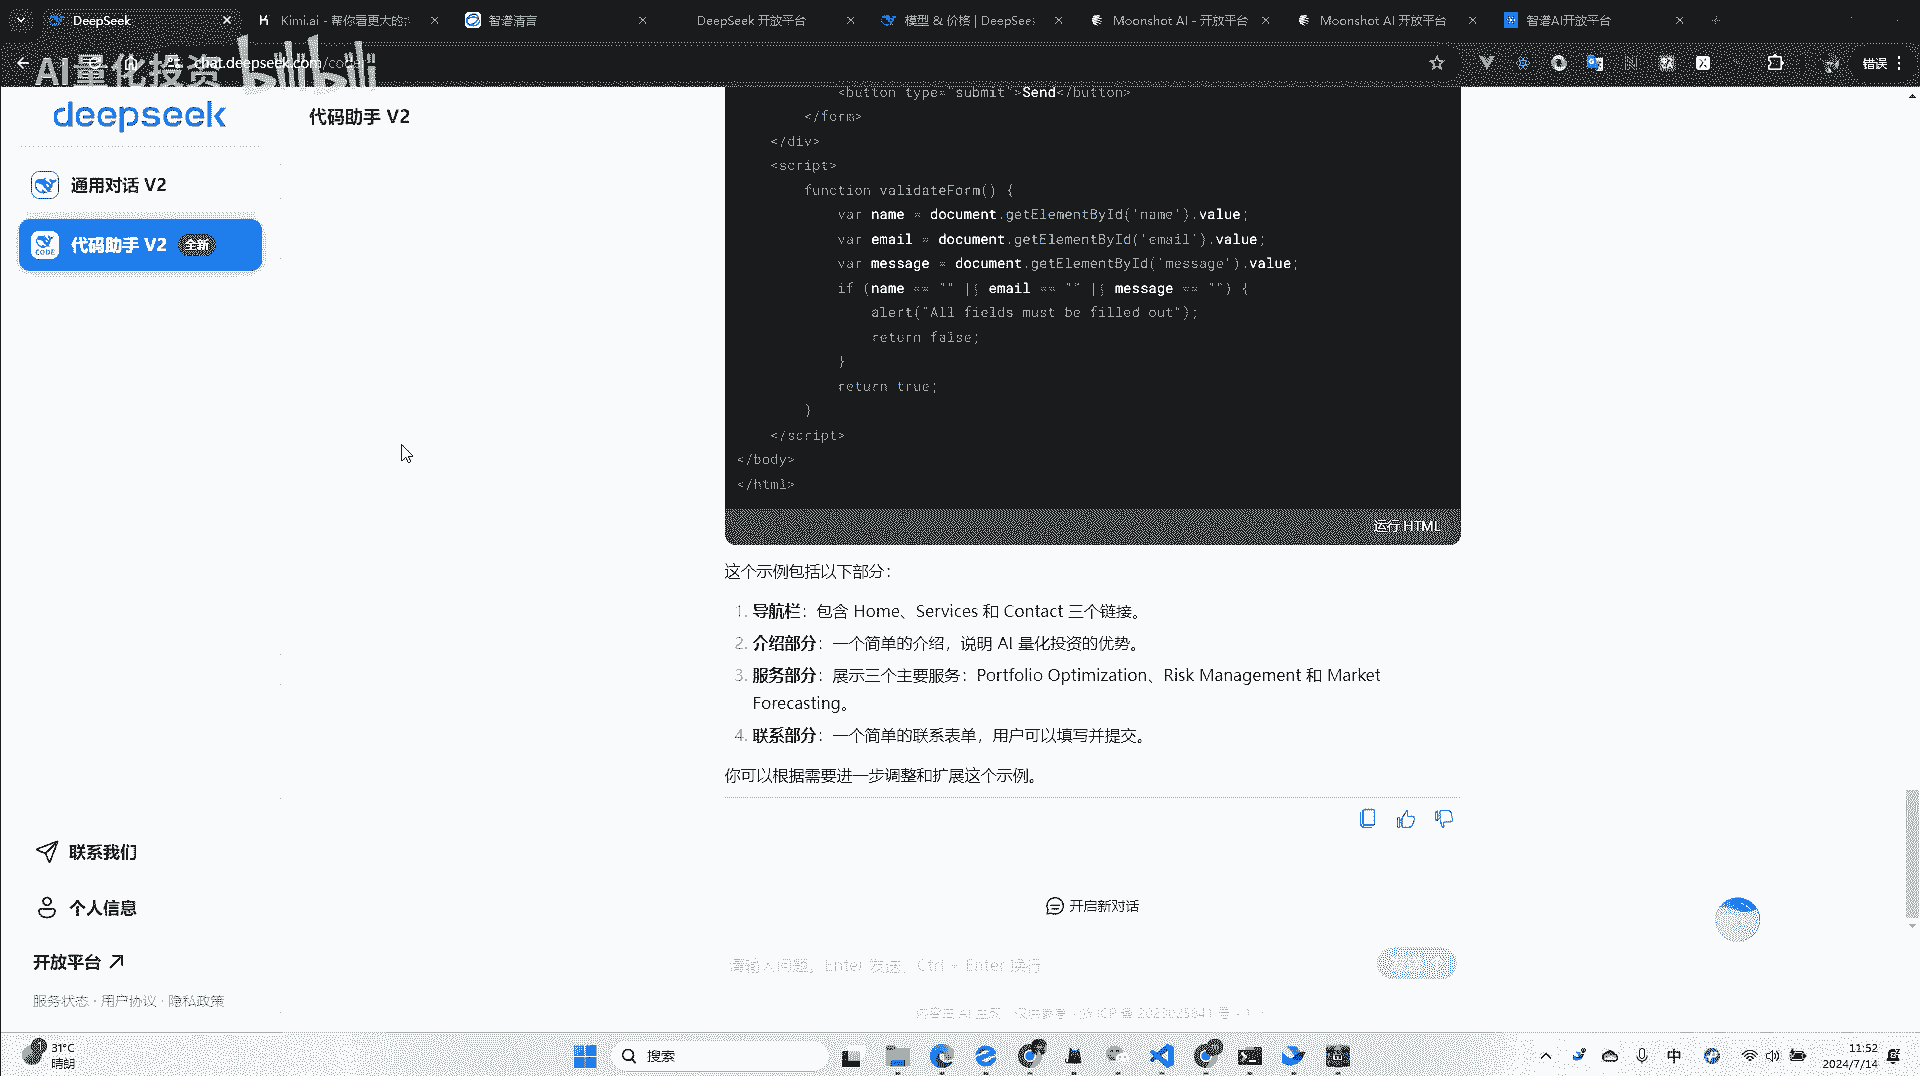 DeepSeek
Kimi.ai - 帮你看更大的
智谱清言
DeepSeek 开放平台
模型 & 价格 | DeepSee
Moonshot AI - 开放平台
Moonshot AI 开放平台
智谱AI开放平台
AI量化投资 bilibili
chat.deepseek.com/code
错误
deepseek
代码助手 V2
通用对话 V2
CODE 代码助手 V2 全新
<button type="submit">Send</button>
</form>
</div>
<script>
function validateForm() {
var name = document.getElementById('name').value;
var email = document.getElementById('email').value;
var message = document.getElementById('message').value;
if (name == "" || email == "" || message == "") {
alert("All fields must be filled out");
return false;
}
return true;
}
</script>
</body>
</html>
运行 HTML
这个示例包括以下部分：
1. 导航栏：包含 Home、Services 和 Contact 三个链接。
2. 介绍部分：一个简单的介绍，说明 AI 量化投资的优势。
3. 服务部分：展示三个主要服务：Portfolio Optimization、Risk Management 和 Market
Forecasting。
4. 联系部分：一个简单的联系表单，用户可以填写并提交。
你可以根据需要进一步调整和扩展这个示例。
联系我们
个人信息
开放平台
服务状态 · 用户协议 · 隐私政策
开启新对话
请输入问题，Enter 发送，Ctrl + Enter 换行
31°C
晴朗
搜索
中
11:52
2024/7/14